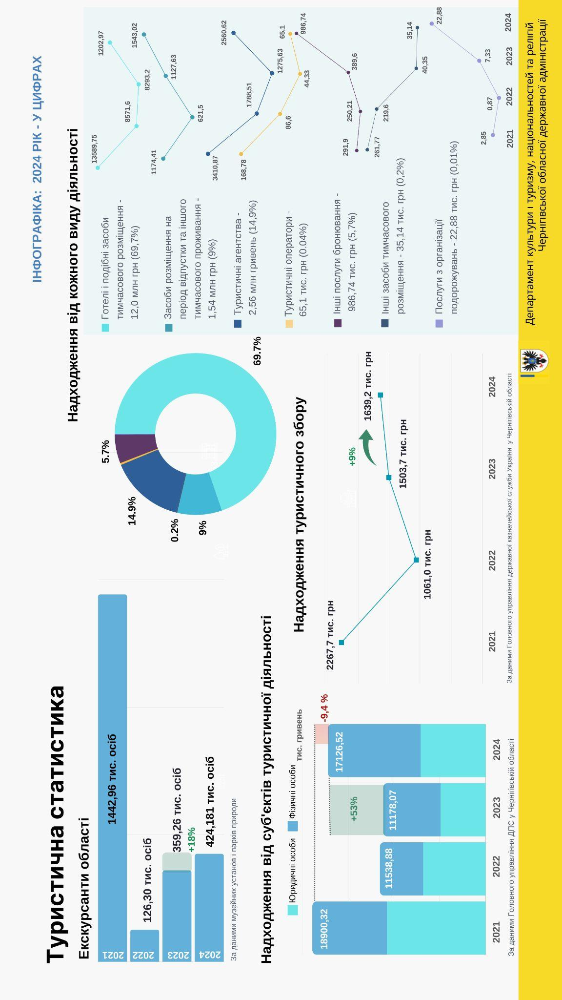 ІНФОГРАФІКА: 2024 РІК - У ЦИФРАХ
Туристична статистика
Екскурсанти області
2021
1442,96 тис. осіб
2022
126,30 тис. осіб
2023
359,26 тис. осіб
+18%
2024
424,181 тис. осіб
За даними музейних установ і парків природи
Надходження від кожного виду діяльності
5.7%
14.9%
0.2%
9%
69.7%
Готелі і подібні засоби
тимчасового розміщення -
12,0 млн грн (69,7%)
Засоби розміщення на
період відпустки та іншого
тимчасового проживання -
1,54 млн грн (9%)
Туристичні агентства -
2,56 млн гривень (14,9%)
Туристичні оператори -
65,1 тис. грн (0.04%)
Інші послуги бронювання -
986,74 тис. грн (5,7%)
Інші засоби тимчасового
розміщення - 35,14 тис. грн (0,2%)
Послуги з організації
подорожувань - 22,88 тис. грн (0,01%)
13589,75
8571,6
8293,2
1202,97
1174,41
621,5
1127,63
1543,02
3410,87
1788,51
1275,63
2560,62
168,78
86,6
44,33
65,1
291,9
250,21
389,6
986,74
261,77
219,6
40,35
35,14
2,85
0,87
7,33
22,88
2021
2022
2023
2024
Надходження від суб'єктів туристичної діяльності
Юридичні особи
Фізичні особи
тис. гривень
18900,32
11538,88
11178,07
17126,52
+53%
-9,4 %
2021
2022
2023
2024
За даними Головного управління ДПС у Чернігівській області
Надходження туристичного збору
2267,7 тис. грн
1061,0 тис. грн
1503,7 тис. грн
1639,2 тис. грн
+9%
2021
2022
2023
2024
За даними Головного управління державної казначейської служби України у Чернігівській області
Департамент культури і туризму, національностей та релігій
Чернігівської обласної державної адміністрації